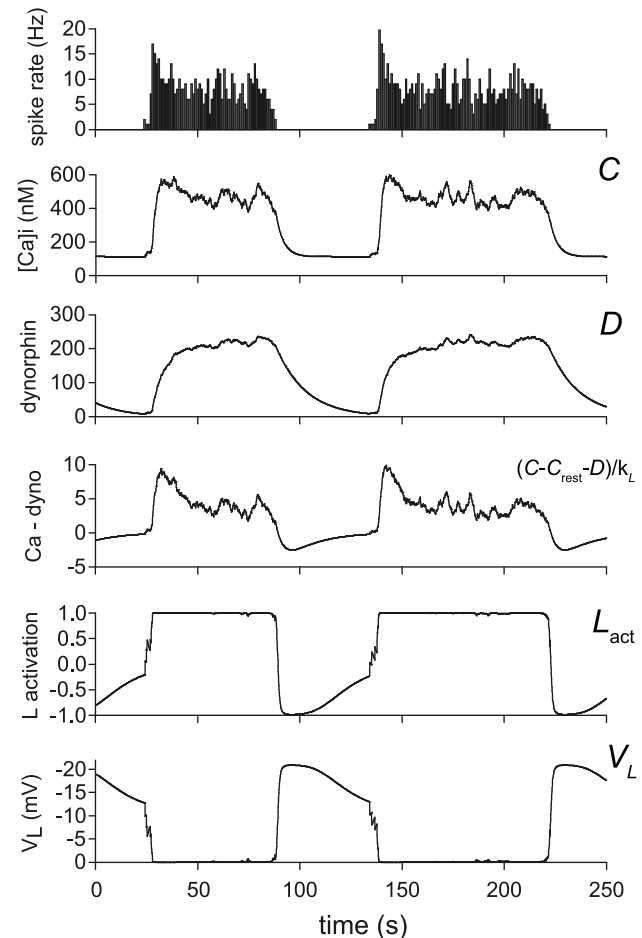 spike rate (Hz)
20
15
10
5
0
C
[Ca]i (nM)
600
400
200
0
D
dynorphin
300
200
100
0
(C-Crest-D)/kL
Ca - dyno
10
5
0
-5
Lact
L activation
1.0
0.5
0.0
-0.5
-1.0
VL
VL (mV)
-20
-15
-10
-5
0
0 50 100 150 200 250
time (s)